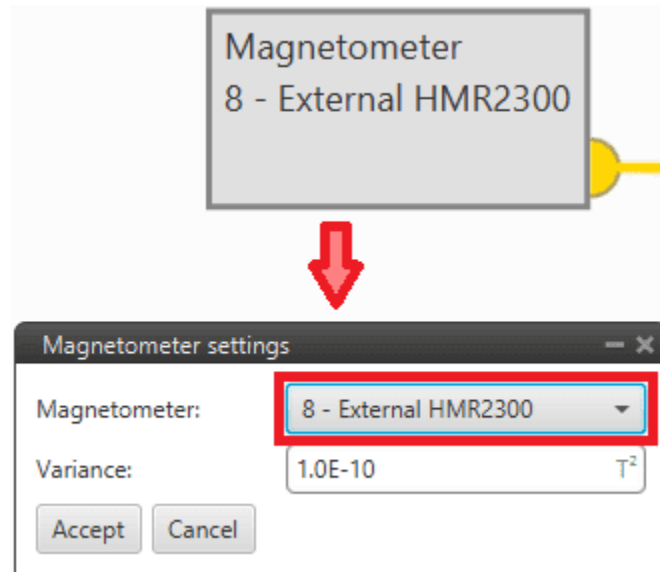 Magnetometer
8 - External HMR2300
Magnetometer settings
Magnetometer: 8 - External HMR2300
Variance: 1.0E-10 T²
Accept Cancel